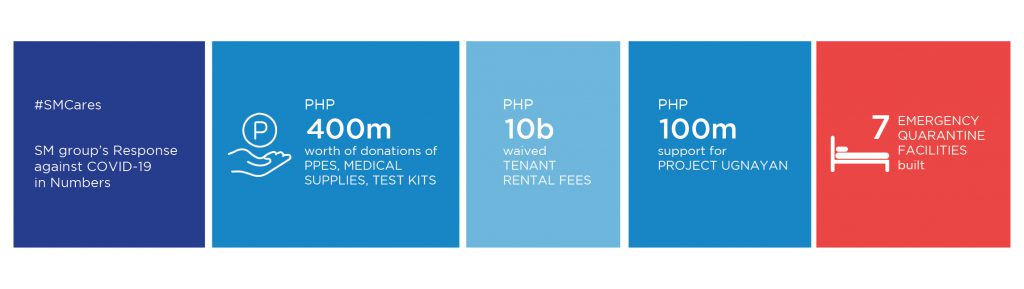 #SMCares
SM group's Response
against COVID-19
in Numbers
P
PHP
400m
worth of donations of
PPES, MEDICAL
SUPPLIES, TEST KITS
PHP
10b
waived
TENANT
RENTAL FEES
PHP
100m
support for
PROJECT UGNAYAN
7
EMERGENCY
QUARANTINE
FACILITIES
built